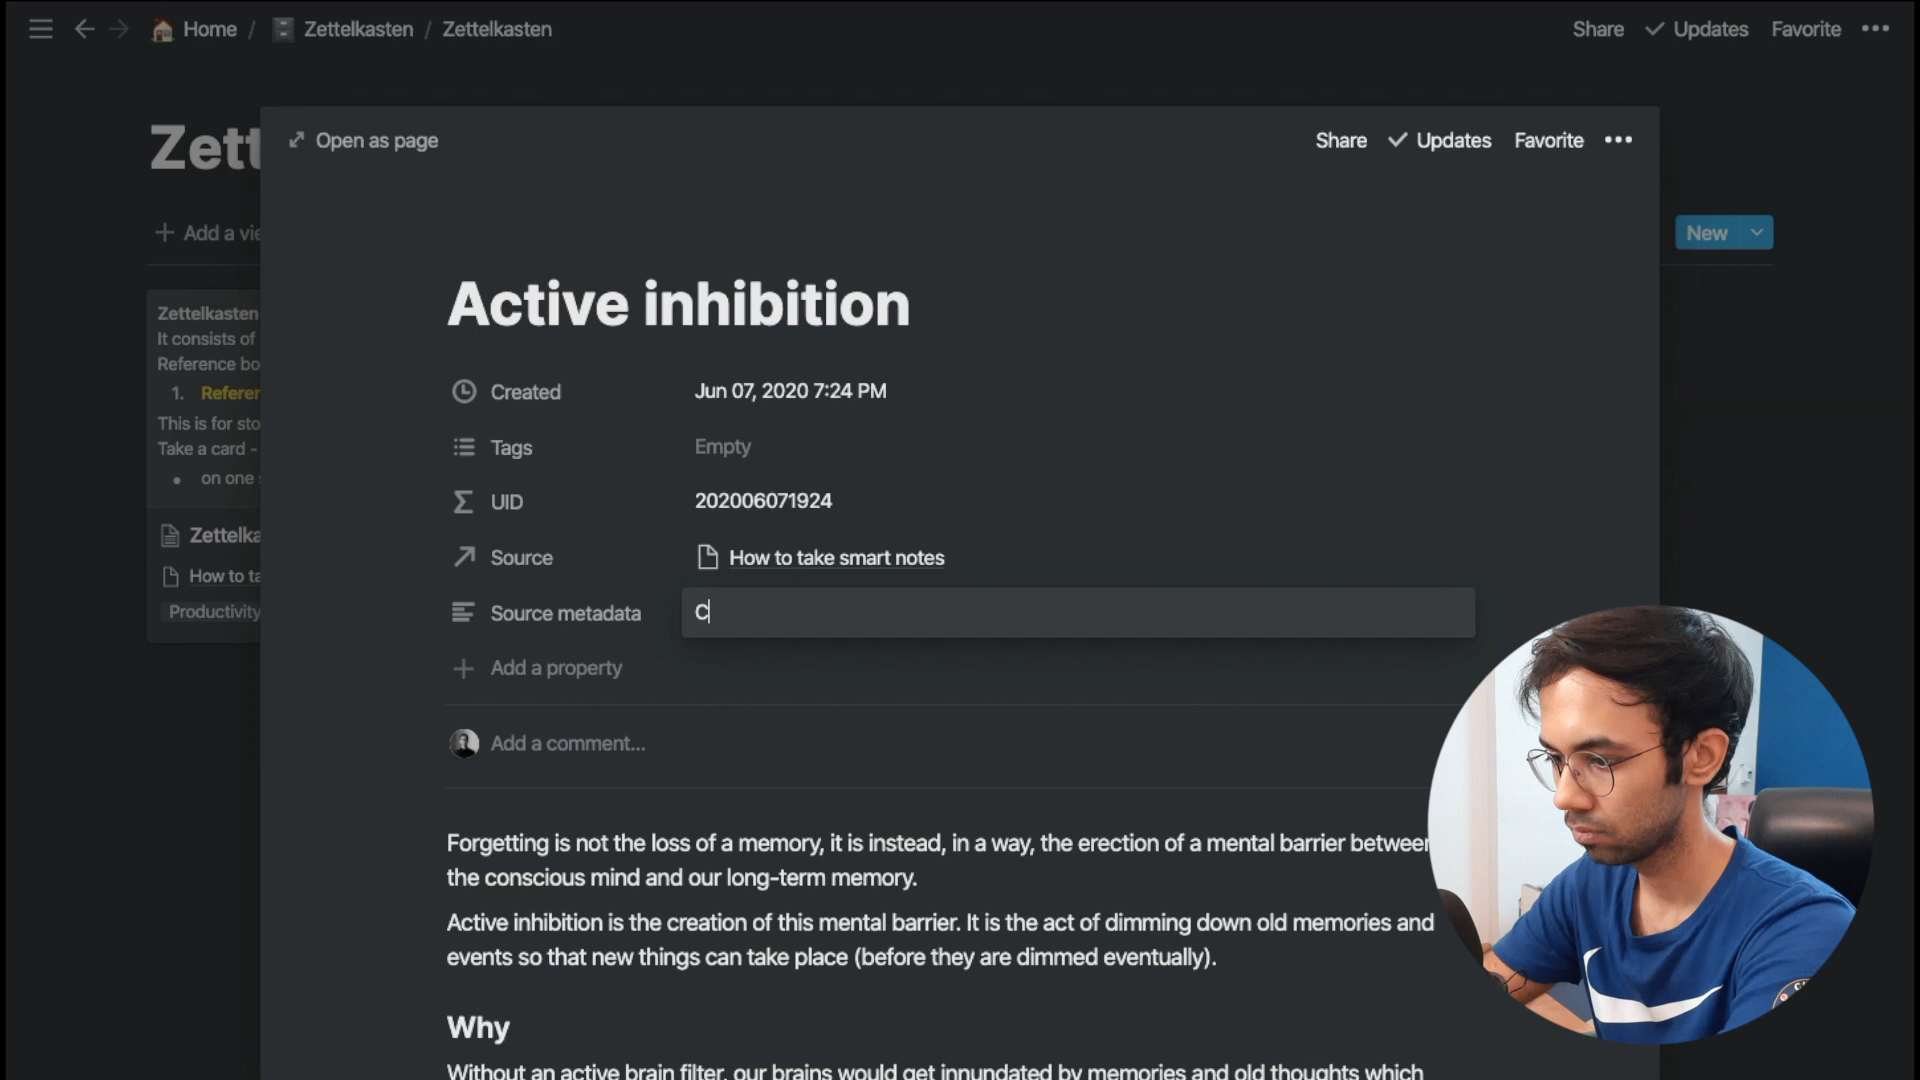 Home / Zettelkasten / Zettelkasten
Share Updates Favorite
Zett
Open as page
Share Updates Favorite
Add a vie
New
Active inhibition
Zettelkasten
It consists of
Reference bo
1. Referer
This is for sto
Take a card -
on one s
Zettelka
How to ta
Productivity
Created Jun 07, 2020 7:24 PM
Tags Empty
UID 202006071924
Source How to take smart notes
Source metadata C
Add a property
Add a comment...
Forgetting is not the loss of a memory, it is instead, in a way, the erection of a mental barrier between
the conscious mind and our long-term memory.
Active inhibition is the creation of this mental barrier. It is the act of dimming down old memories and
events so that new things can take place (before they are dimmed eventually).
Why
Without an active brain filter, our brains would get innundated by memories and old thoughts which